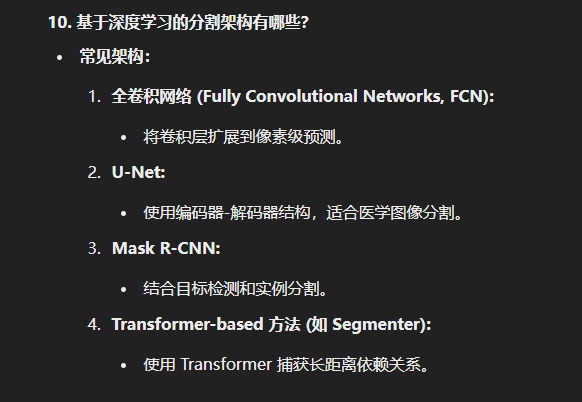 10. 基于深度学习的分割架构有哪些?
• 常见架构:
1. 全卷积网络 (Fully Convolutional Networks, FCN):
• 将卷积层扩展到像素级预测。
2. U-Net:
• 使用编码器-解码器结构，适合医学图像分割。
3. Mask R-CNN:
• 结合目标检测和实例分割。
4. Transformer-based 方法 (如 Segmenter):
• 使用 Transformer 捕获长距离依赖关系。